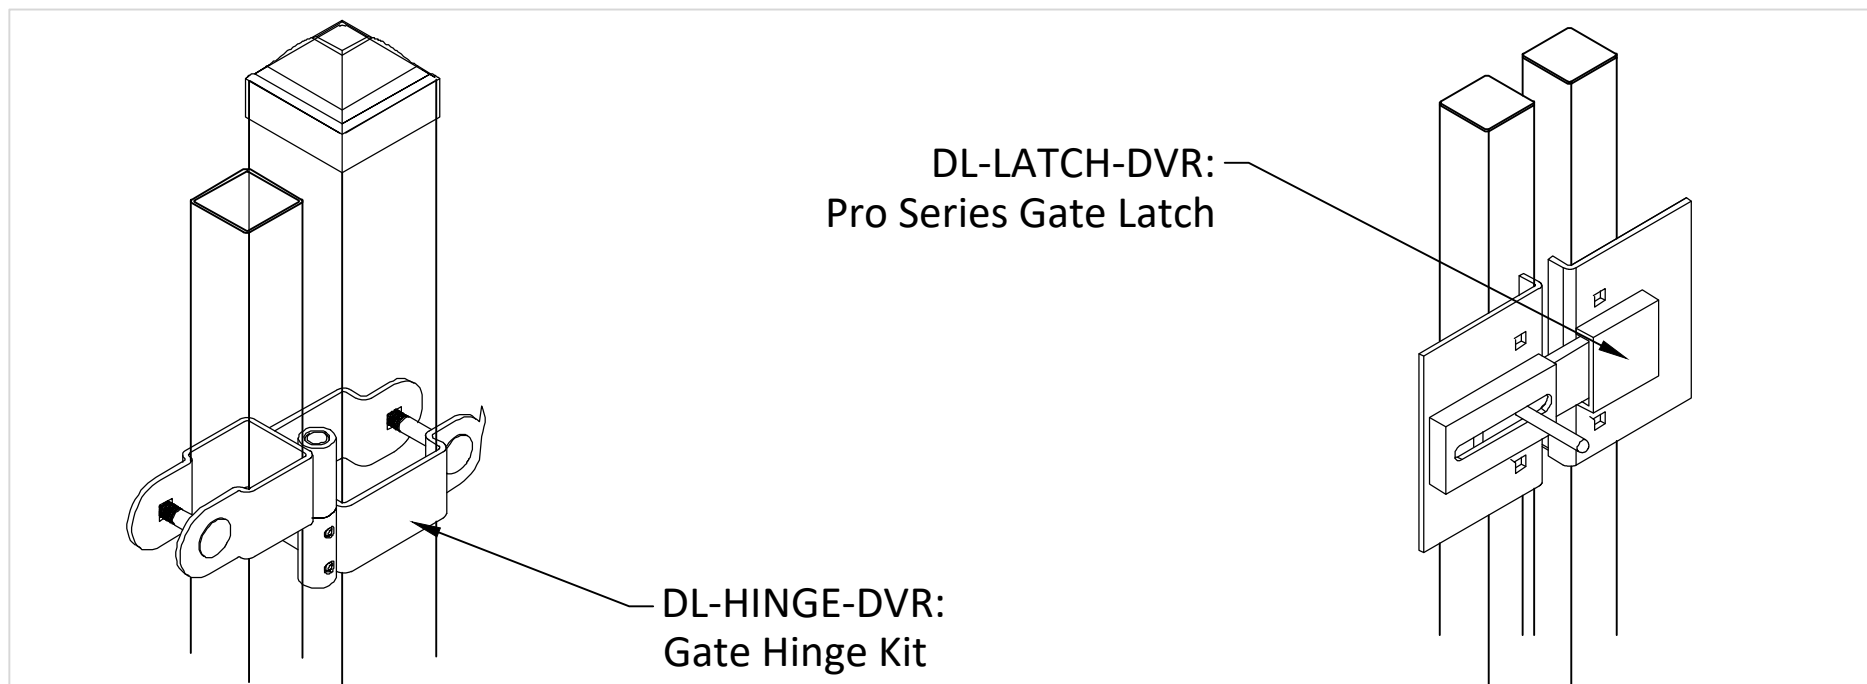 DL-LATCH-DVR:
Pro Series Gate Latch
DL-HINGE-DVR:
Gate Hinge Kit